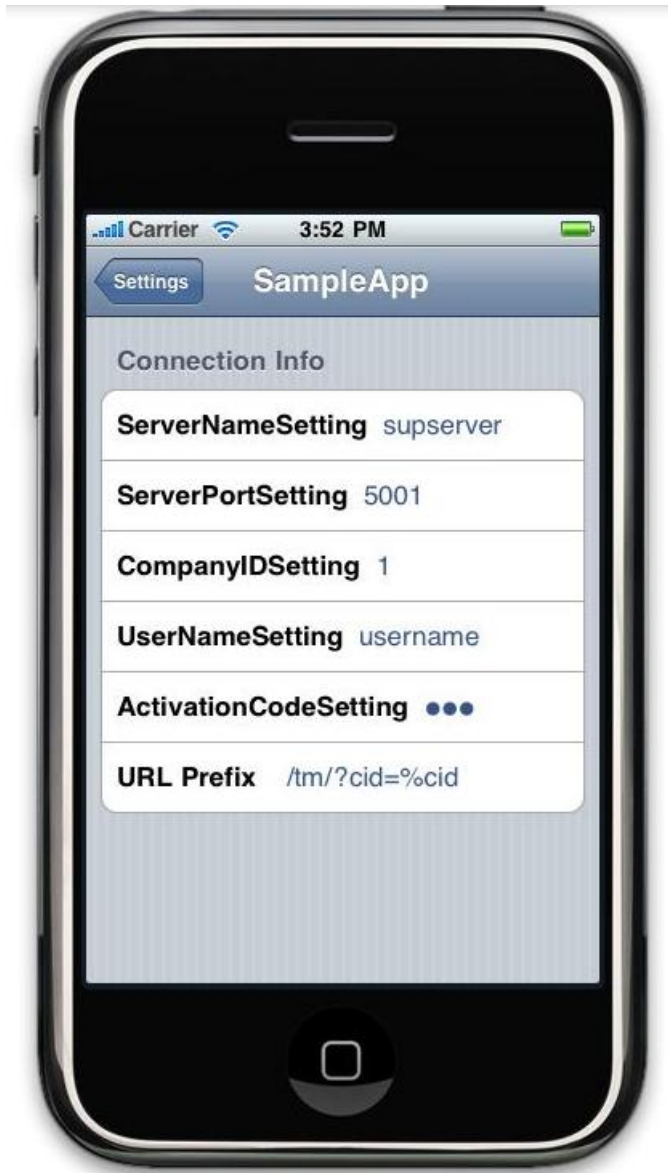 Carrier 3:52 PM
Settings SampleApp
Connection Info
ServerNameSetting supserver
ServerPortSetting 5001
CompanyIDSetting 1
UserNameSetting username
ActivationCodeSetting •••
URL Prefix /tm/?cid=%cid